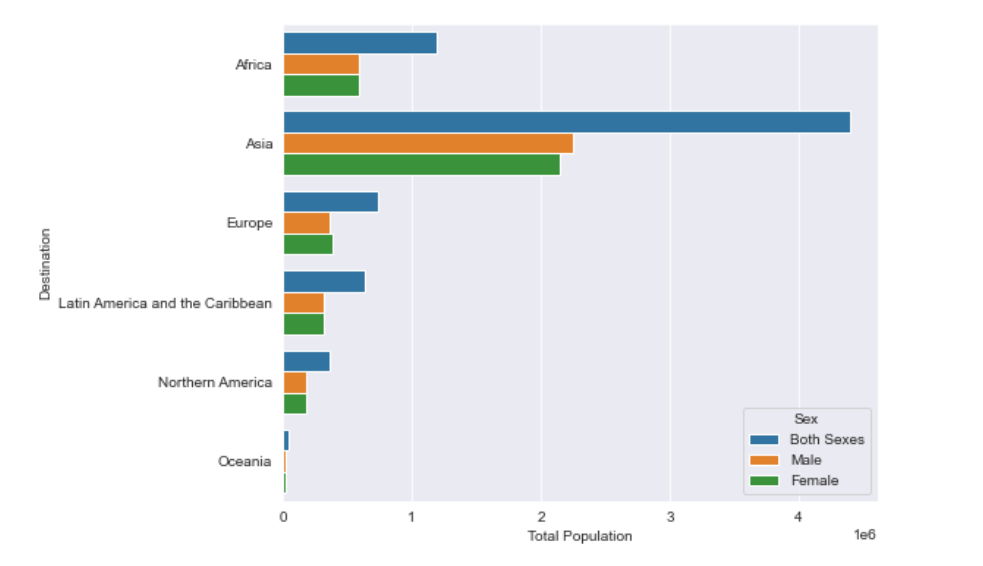 Africa
Asia
Europe
Latin America and the Caribbean
Northern America
Oceania
Destination
Sex
Both Sexes
Male
Female
0 1 2 3 4
Total Population
1e6